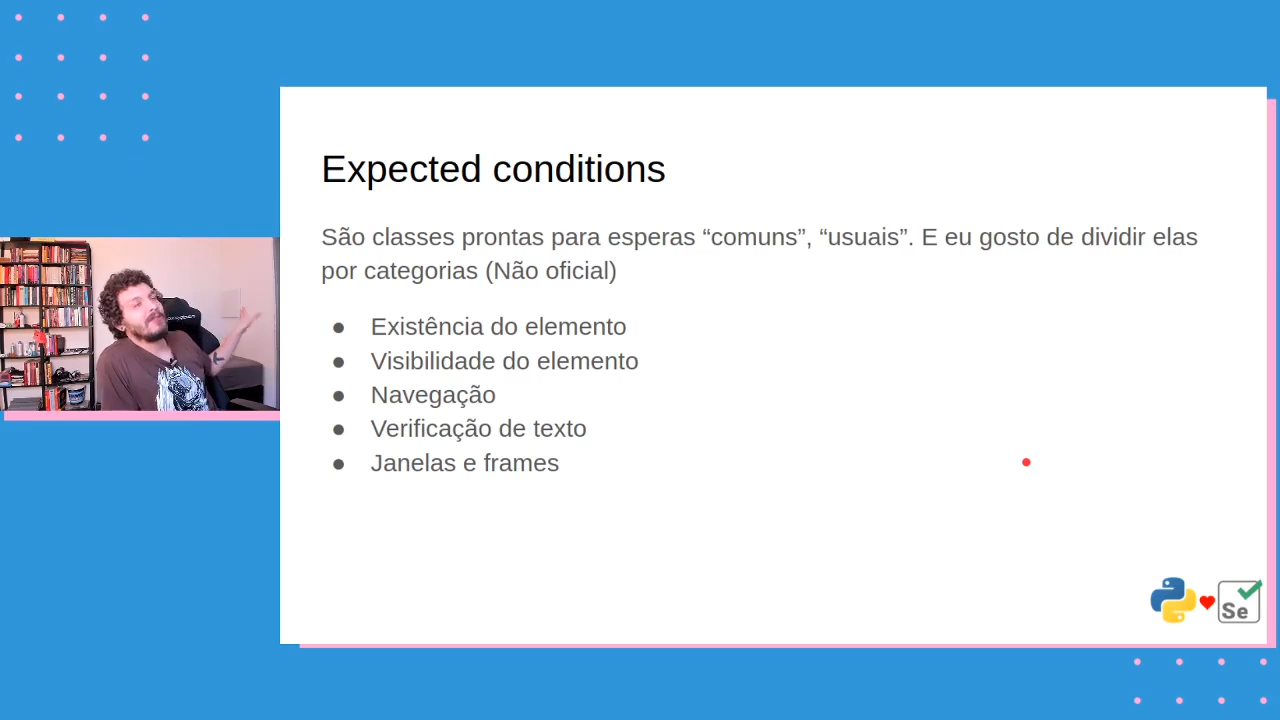 Expected conditions
São classes prontas para esperas “comuns”, “usuais”. E eu gosto de dividir elas
por categorias (Não oficial)
● Existência do elemento
● Visibilidade do elemento
● Navegação
● Verificação de texto
● Janelas e frames
Se